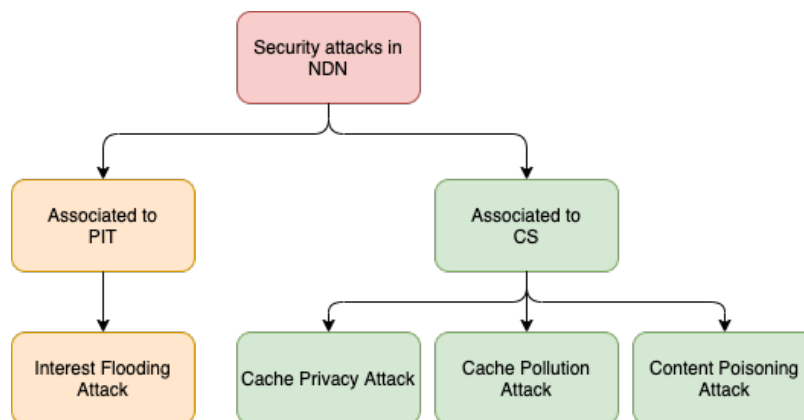 Security attacks in
NDN
Associated to
PIT
Associated to
CS
Interest Flooding
Attack
Cache Privacy Attack
Cache Pollution
Attack
Content Poisoning
Attack